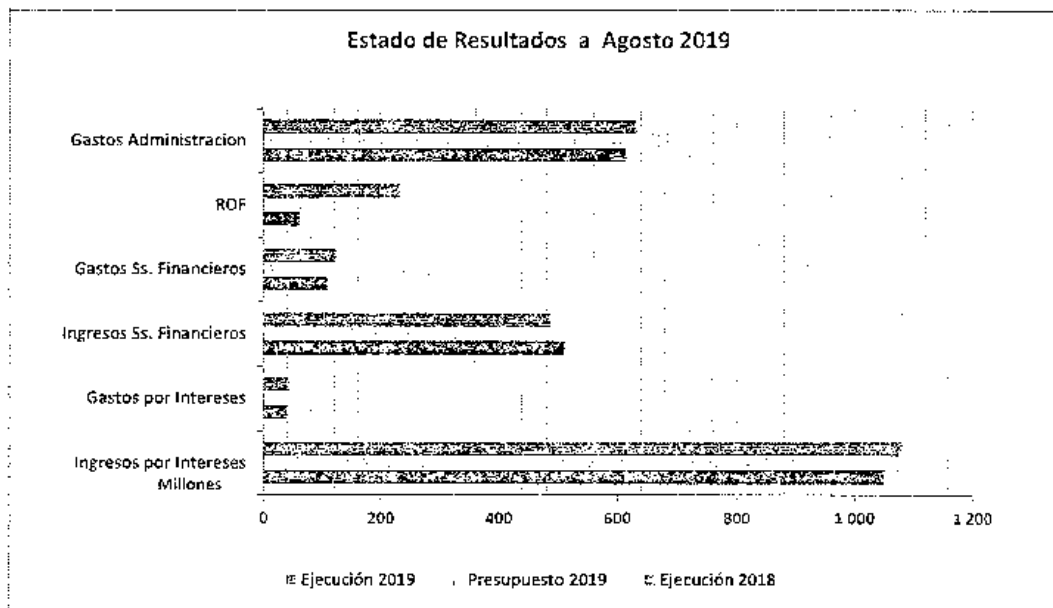 Estado de Resultados a Agosto 2019
Gastos Administracion
ROF
Gastos Ss. Financieros
Ingresos Ss. Financieros
Gastos por Intereses
Ingresos por Intereses
Millones
0 200 400 600 800 1 000 1 200
Ejecución 2019 Presupuesto 2019 Ejecución 2018